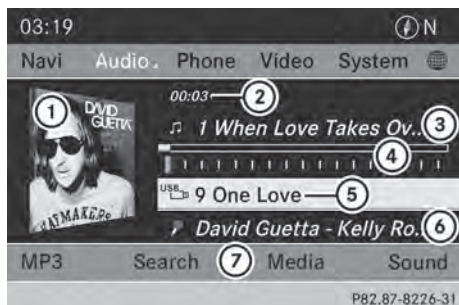 03:19 N
Navi Audio Phone Video System
1 DAVID GUETTA
00:03 2
1 When Love Takes Ov.. 3
4
USB 9 One Love 5
David Guetta - Kelly Ro.. 6
MP3 Search 7 Media Sound
P82.87-8226-31